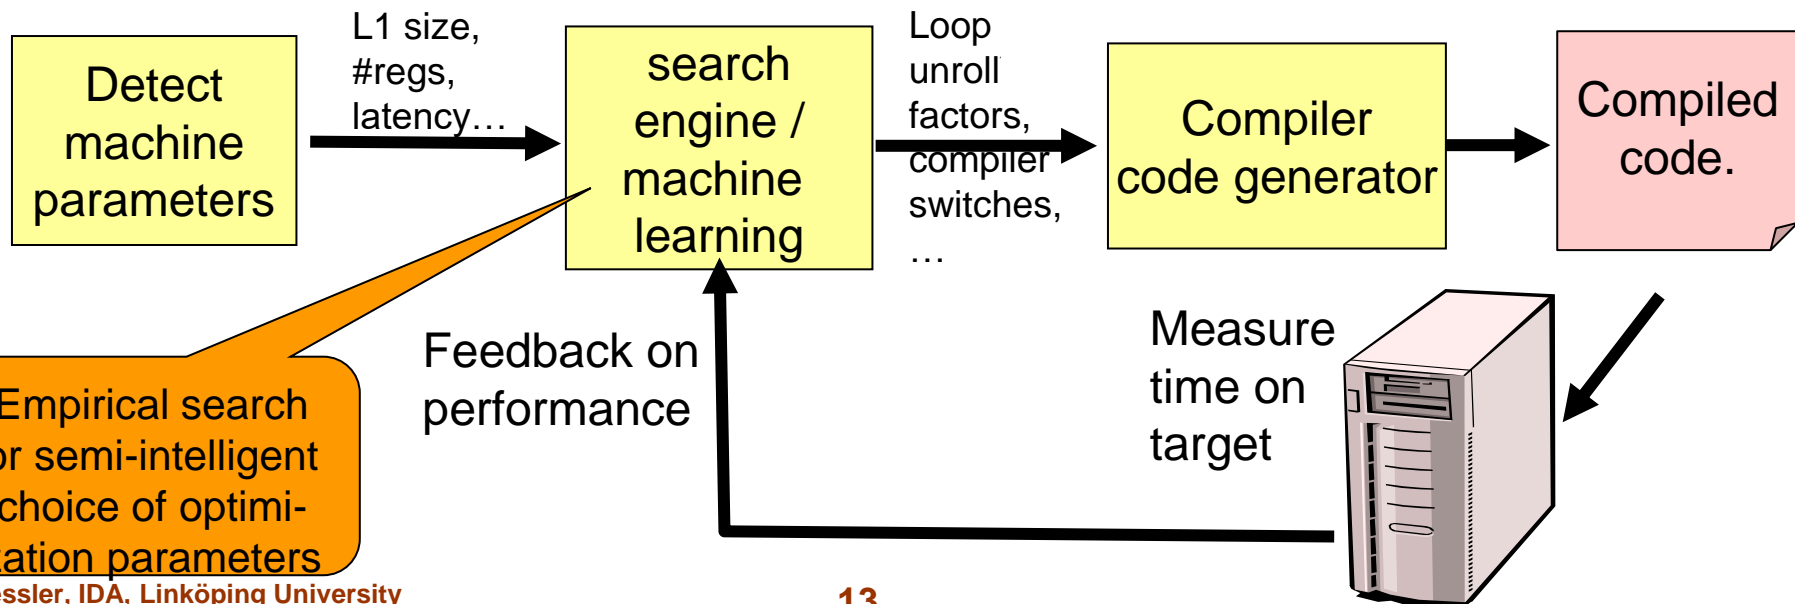 Detect
machine
parameters
L1 size,
#regs,
latency…
search
engine /
machine
learning
Loop
unroll
factors,
compiler
switches,
…
Compiler
code generator
Compiled
code.
Feedback on
performance
Measure
time on
target
Empirical search
or semi-intelligent
choice of optimi-
zation parameters
essler, IDA, Linköping University
13